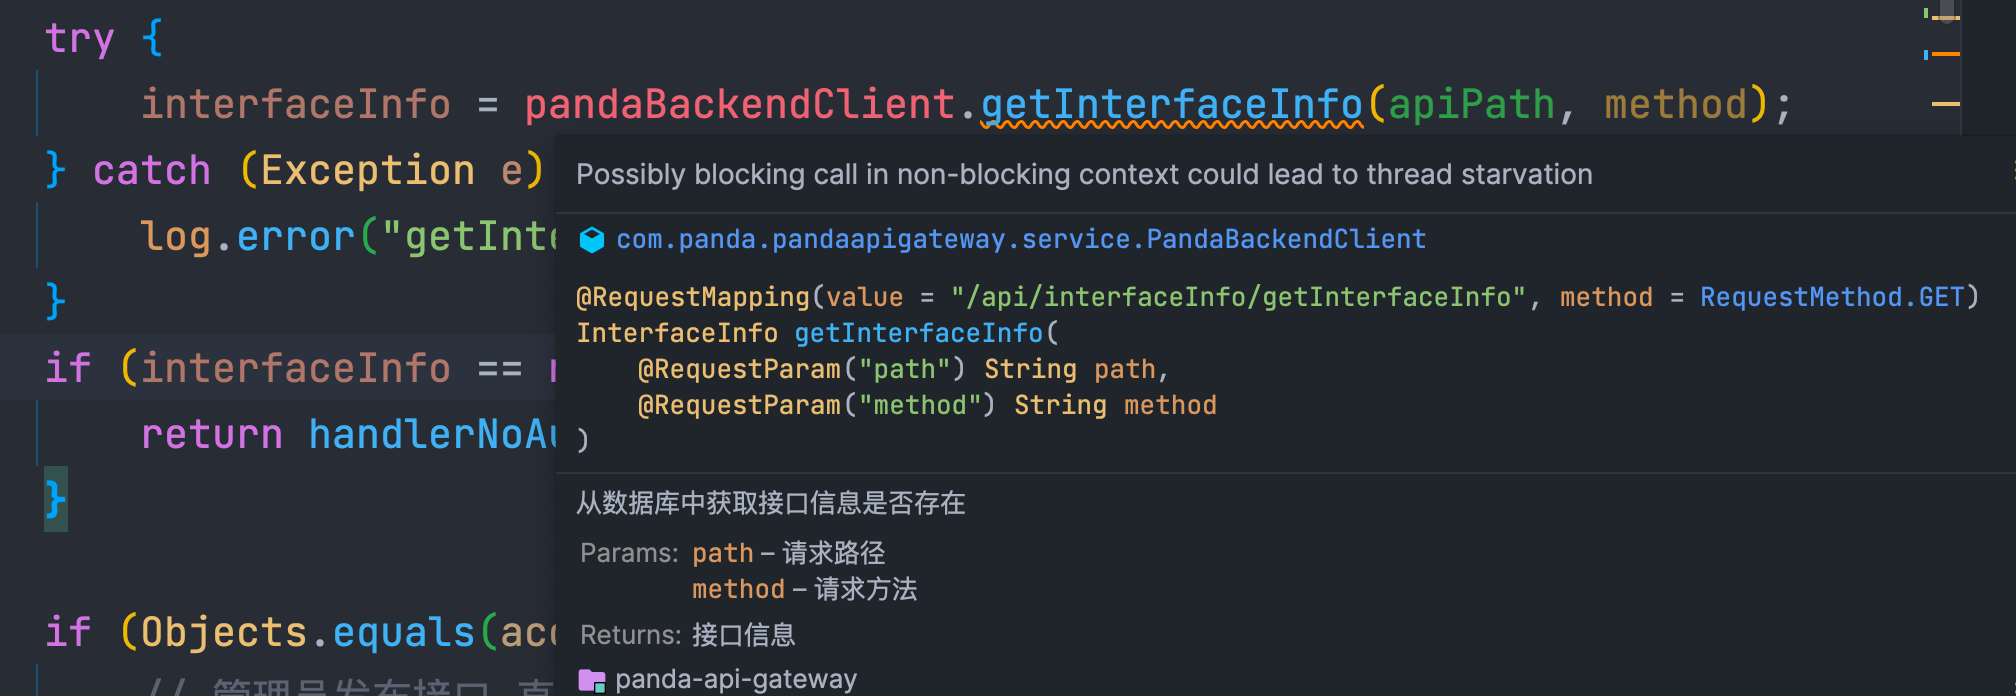 try {
interfaceInfo = pandaBackendClient.getInterfaceInfo(apiPath, method);
} catch (Exception e)
log.error("getInte
}
if (interfaceInfo ==
return handlerNoAu
}
if (Objects.equals(acc
// 管理员发布接口 直
Possibly blocking call in non-blocking context could lead to thread starvation
com.panda.pandaapigateway.service.PandaBackendClient
@RequestMapping(value = "/api/interfaceInfo/getInterfaceInfo", method = RequestMethod.GET)
InterfaceInfo getInterfaceInfo(
@RequestParam("path") String path,
@RequestParam("method") String method
)
从数据库中获取接口信息是否存在
Params: path – 请求路径
method – 请求方法
Returns: 接口信息
panda-api-gateway